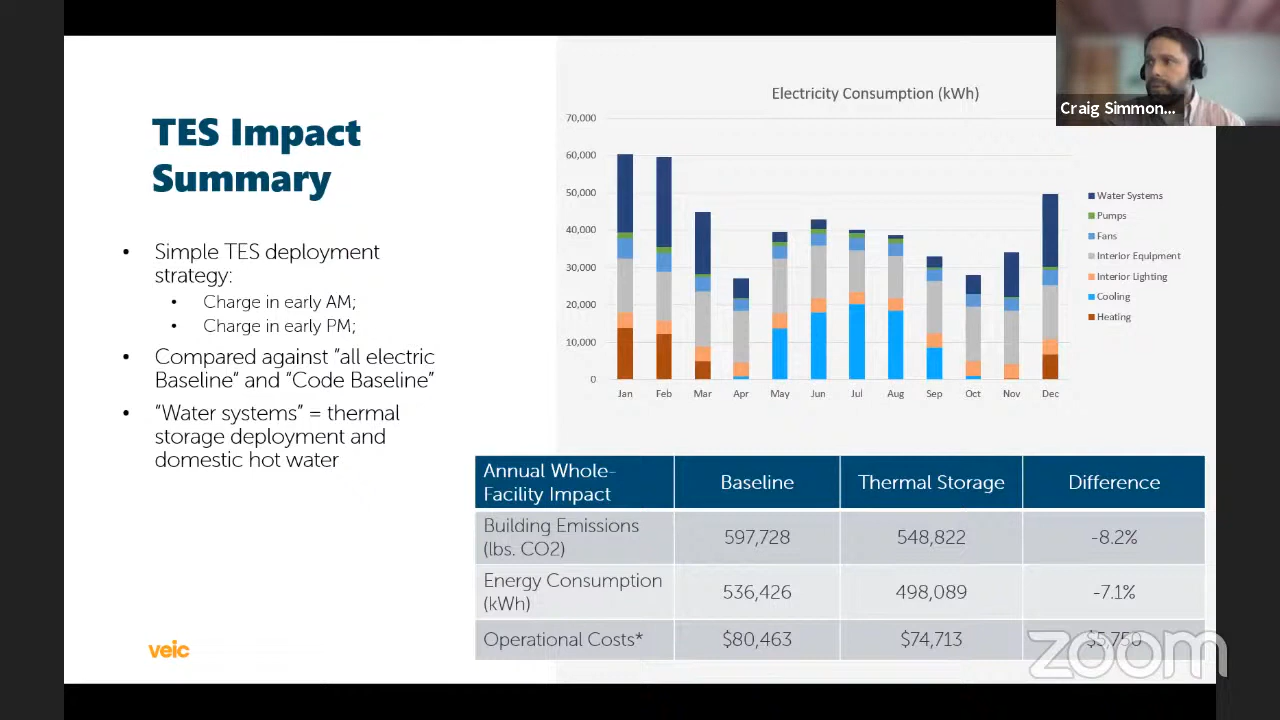 TES Impact
Summary
• Simple TES deployment
strategy:
• Charge in early AM;
• Charge in early PM;
• Compared against "all electric
Baseline" and "Code Baseline"
• "Water systems" = thermal
storage deployment and
domestic hot water
veic
Electricity Consumption (kWh)
70,000
60,000
50,000
40,000
30,000
20,000
10,000
0
Jan Feb Mar Apr May Jun Jul Aug Sep Oct Nov Dec
Water Systems
Pumps
Fans
Interior Equipment
Interior Lighting
Cooling
Heating
Craig Simmon...
Annual Whole-
Facility Impact
Baseline
Thermal Storage
Difference
Building Emissions
(lbs. CO2)
597,728
548,822
-8.2%
Energy Consumption
(kWh)
536,426
498,089
-7.1%
Operational Costs*
$80,463
$74,713
$5,750
zoom